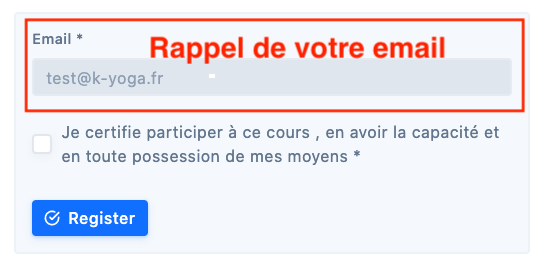 Email *
Rappel de votre email
test@k-yoga.fr
Je certifie participer à ce cours , en avoir la capacité et
en toute possession de mes moyens *
Register